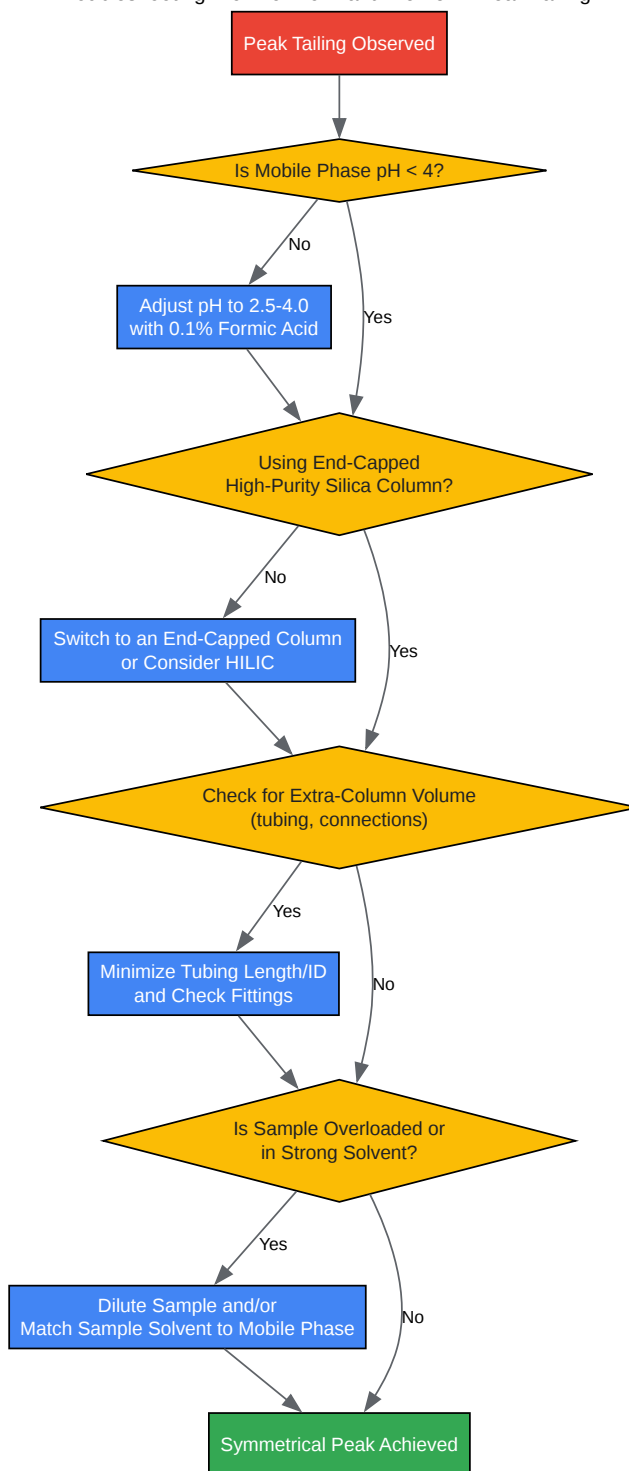 Peak Tailing Observed
Is Mobile Phase pH < 4?
No
Adjust pH to 2.5-4.0
with 0.1% Formic Acid
Yes
Using End-Capped
High-Purity Silica Column?
No
Switch to an End-Capped Column
or Consider HILIC
Yes
Check for Extra-Column Volume
(tubing, connections)
Yes
Minimize Tubing Length/ID
and Check Fittings
No
Is Sample Overloaded or
in Strong Solvent?
Yes
Dilute Sample and/or
Match Sample Solvent to Mobile Phase
No
Symmetrical Peak Achieved